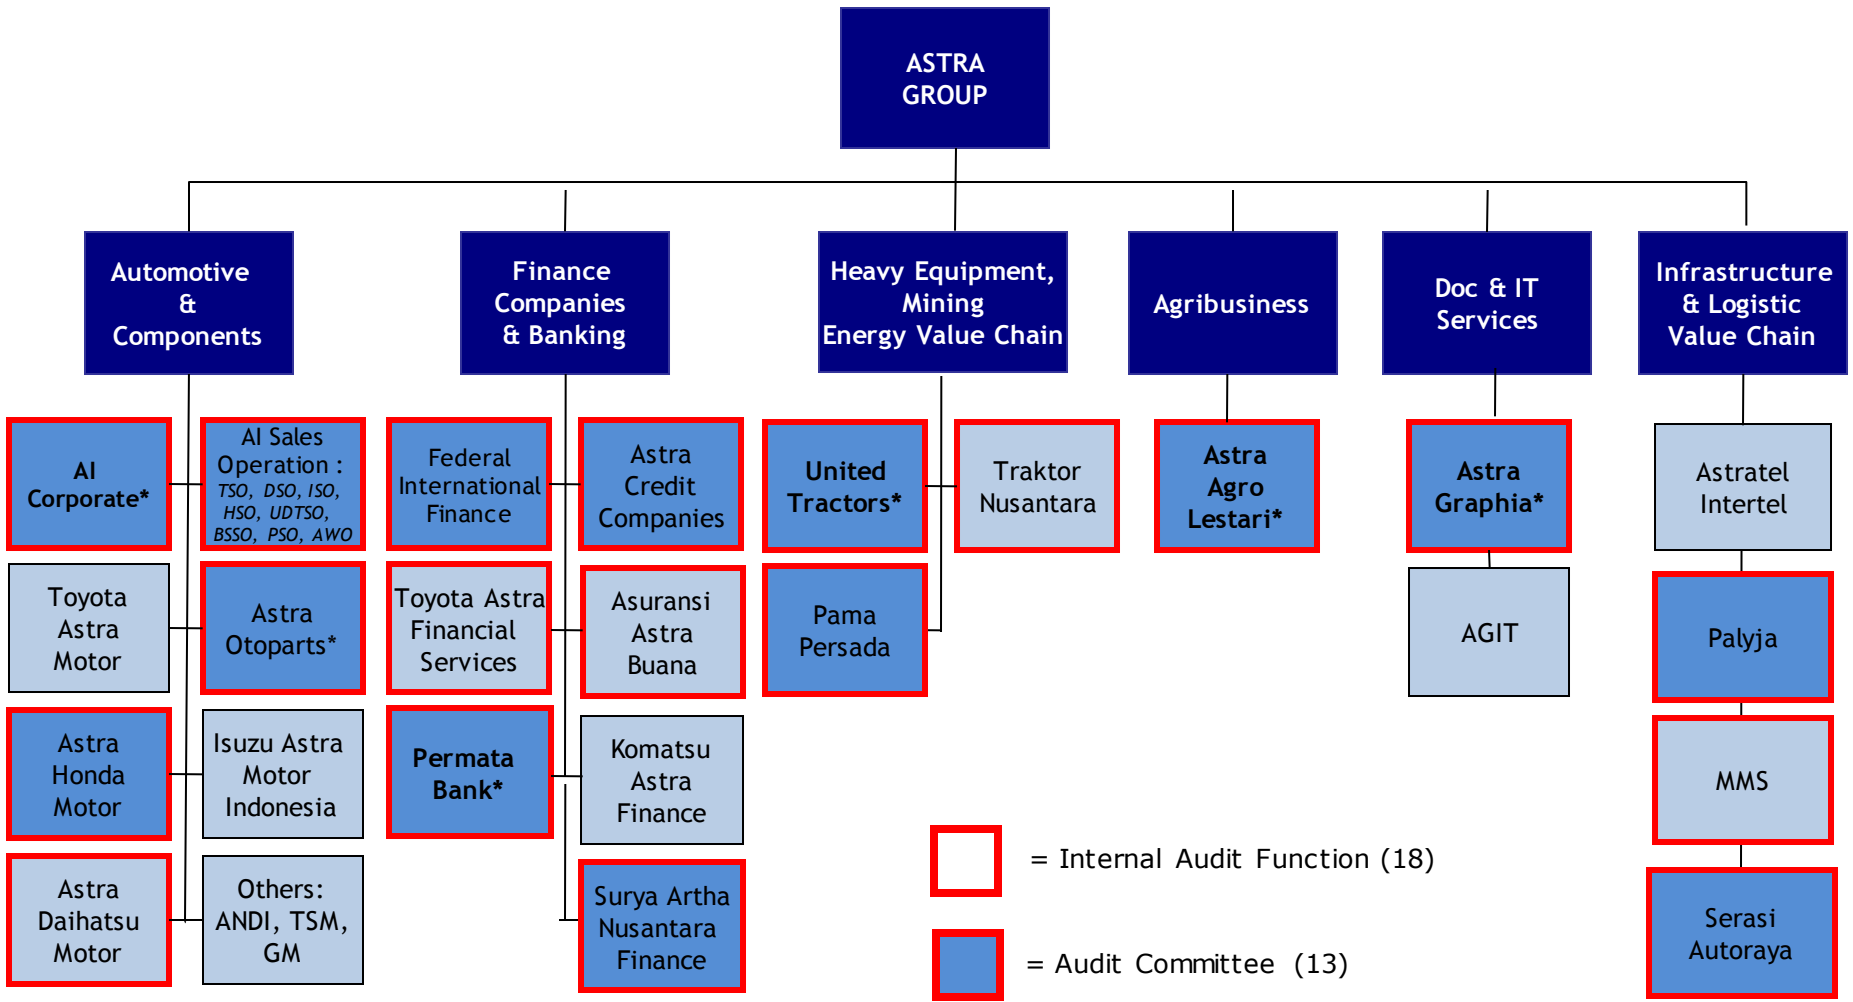 ASTRA
GROUP
Automotive
&
Components
Finance
Companies
& Banking
Heavy Equipment,
Mining
Energy Value Chain
Agribusiness
Doc & IT
Services
Infrastructure
& Logistic
Value Chain
AI
Corporate*
AI Sales
Operation :
TSO, DSO, ISO,
HSO, UDTSO,
BSSO, PSO, AWO
Toyota
Astra
Motor
Astra
Otoparts*
Astra
Honda
Motor
Isuzu Astra
Motor
Indonesia
Astra
Daihatsu
Motor
Others:
ANDI, TSM,
GM
Federal
International
Finance
Astra
Credit
Companies
Toyota Astra
Financial
Services
Asuransi
Astra
Buana
Permata
Bank*
Komatsu
Astra
Finance
Surya Artha
Nusantara
Finance
United
Tractors*
Traktor
Nusantara
Pama
Persada
Astra
Agro
Lestari*
Astra
Graphia*
AGIT
Astratel
Intertel
Palyja
MMS
Serasi
Autoraya
= Internal Audit Function (18)
= Audit Committee (13)